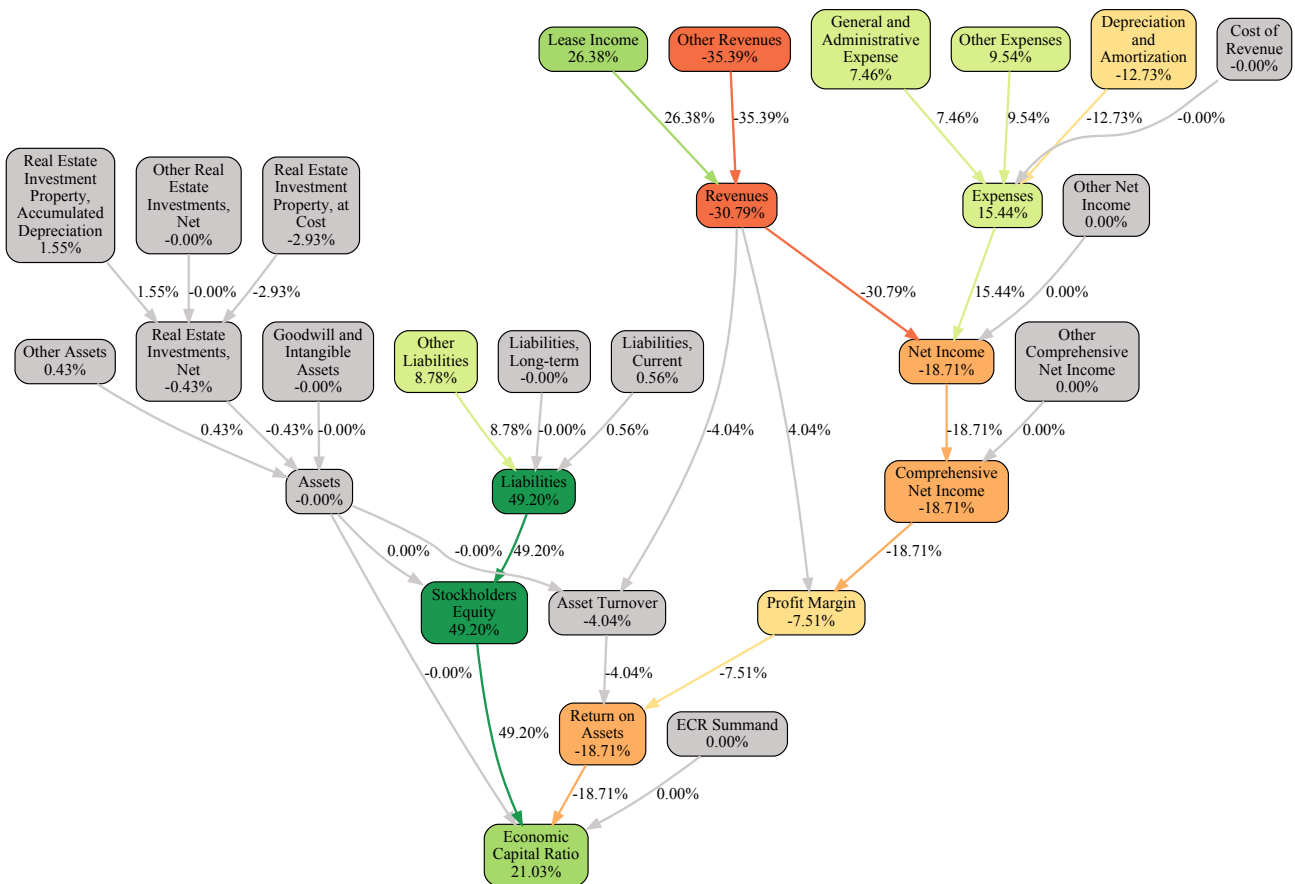 Lease Income
26.38%
Other Revenues
-35.39%
General and
Administrative
Expense
7.46%
Other Expenses
9.54%
Depreciation
and
Amortization
-12.73%
Cost of
Revenue
-0.00%
26.38%
-35.39%
7.46%
9.54%
-12.73%
-0.00%
Real Estate
Investment
Property,
Accumulated
Depreciation
1.55%
Other Real
Estate
Investments,
Net
-0.00%
Real Estate
Investment
Property, at
Cost
-2.93%
Revenues
-30.79%
Expenses
15.44%
Other Net
Income
0.00%
1.55%
-0.00%
-2.93%
-30.79%
15.44%
0.00%
Other Assets
0.43%
Real Estate
Investments,
Net
-0.43%
Goodwill and
Intangible
Assets
-0.00%
Other
Liabilities
8.78%
Liabilities,
Long-term
-0.00%
Liabilities,
Current
0.56%
Net Income
-18.71%
Other
Comprehensive
Net Income
0.00%
0.43%
-0.43%
-0.00%
8.78%
-0.00%
0.56%
-4.04%
4.04%
-18.71%
0.00%
Assets
-0.00%
Liabilities
49.20%
Comprehensive
Net Income
-18.71%
0.00%
-0.00%
49.20%
-18.71%
Stockholders
Equity
49.20%
Asset Turnover
-4.04%
Profit Margin
-7.51%
-0.00%
-4.04%
-7.51%
Return on
Assets
-18.71%
ECR Summand
0.00%
49.20%
-18.71%
0.00%
Economic
Capital Ratio
21.03%